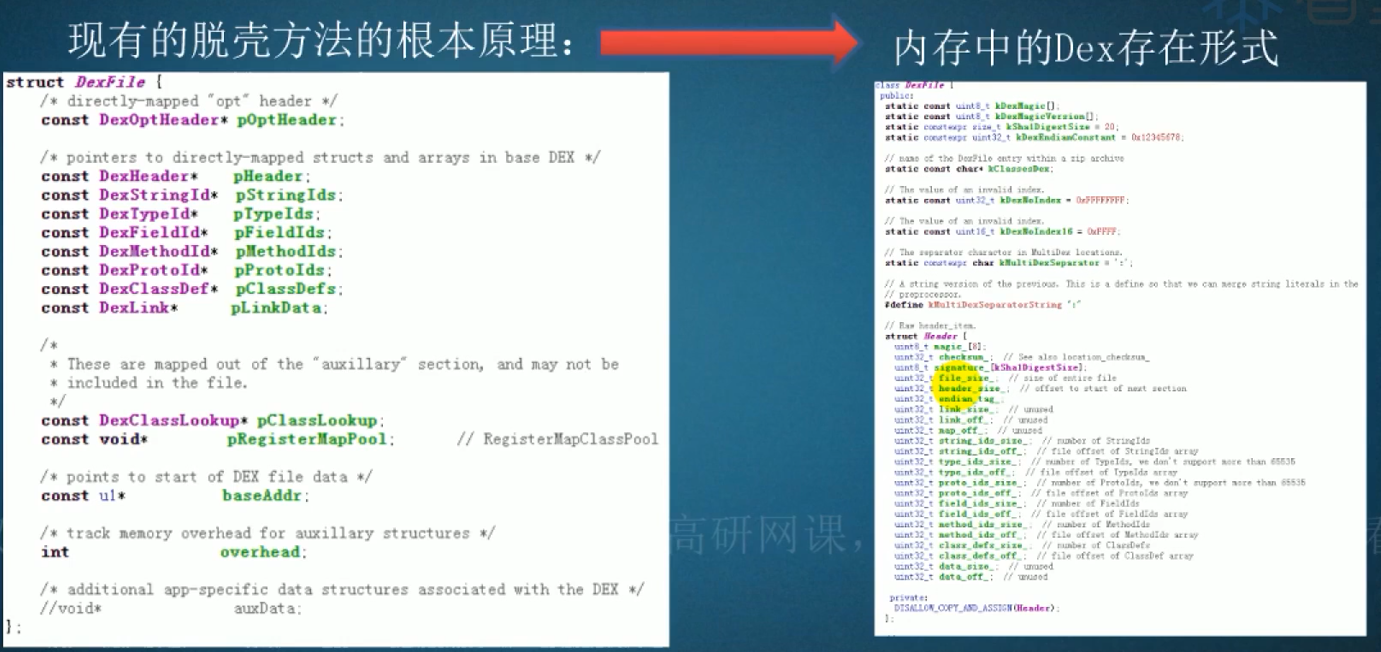 现有的脱壳方法的根本原理：
内存中的Dex存在形式
struct DexFile {
/* directly-mapped "opt" header */
const DexOptHeader* pOptHeader;
/* pointers to directly-mapped structs and arrays in base DEX */
const DexHeader* pHeader;
const DexStringId* pStringIds;
const DexTypeId* pTypeIds;
const DexFieldId* pFieldIds;
const DexMethodId* pMethodIds;
const DexProtoId* pProtoIds;
const DexClassDef* pClassDefs;
const DexLink* pLinkData;
/*
* These are mapped out of the "auxillary" section, and may not be
* included in the file.
*/
const DexClassLookup* pClassLookup;
const void* pRegisterMapPool; // RegisterMapClassPool
/* points to start of DEX file data */
const u1* baseAddr;
/* track memory overhead for auxillary structures */
int overhead;
/* additional app-specific data structures associated with the DEX */
//void* auxData;
};
class DexFile {
public:
static const uint8_t kDexMagic[];
static const uint8_t kDexMagicVersion[];
static constexpr size_t kSha1DigestSize = 20;
static constexpr uint32_t kDexEndianConstant = 0x12345678;
// name of the DexFile entry within a zip archive
static const char* kClassesDex;
// The value of an invalid index.
static const uint32_t kDexNoIndex = 0xFFFFFFFF;
// The value of an invalid index.
static const uint16_t kDexNoIndex16 = 0xFFFF;
// The separator charactor in MultiDex locations.
static constexpr char kMultiDexSeparator = ':';
// A string version of the previous. This is a define so that we can merge string literals in the
// preprocessor.
#define kMultiDexSeparatorString ":"
// Raw header_item.
struct Header {
uint8_t magic_[8];
uint32_t checksum_; // See also location_checksum_
uint8_t signature_[kSha1DigestSize];
uint32_t file_size_; // size of entire file
uint32_t header_size_; // offset to start of next section
uint32_t endian_tag_;
uint32_t link_size_; // unused
uint32_t link_off_; // unused
uint32_t map_off_; // unused
uint32_t string_ids_size_; // number of StringIds
uint32_t string_ids_off_; // file offset of StringIds array
uint32_t type_ids_size_; // number of TypeIds, we don't support more than 65535
uint32_t type_ids_off_; // file offset of TypeIds array
uint32_t proto_ids_size_; // number of ProtoIds, we don't support more than 65535
uint32_t proto_ids_off_; // file offset of ProtoIds array
uint32_t field_ids_size_; // number of FieldIds
uint32_t field_ids_off_; // file offset of FieldIds array
uint32_t method_ids_size_; // number of MethodIds
uint32_t method_ids_off_; // file offset of MethodIds array
uint32_t class_defs_size_; // number of ClassDefs
uint32_t class_defs_off_; // file offset of ClassDef array
uint32_t data_size_; // unused
uint32_t data_off_; // unused
private:
DISALLOW_COPY_AND_ASSIGN(Header);
};
高研网课，